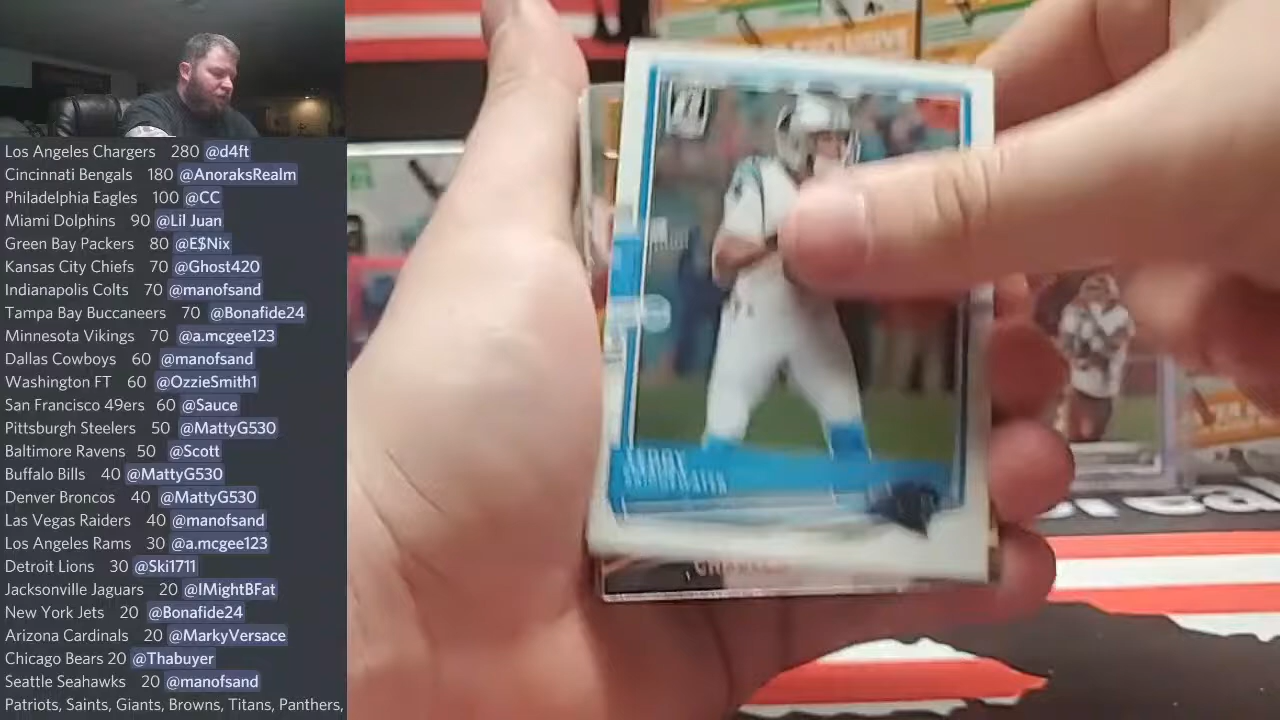 Los Angeles Chargers 280 @d4ft
Cincinnati Bengals 180 @AnoraksRealm
Philadelphia Eagles 100 @CC
Miami Dolphins 90 @Lil Juan
Green Bay Packers 80 @E$Nix
Kansas City Chiefs 70 @Ghost420
Indianapolis Colts 70 @manofsand
Tampa Bay Buccaneers 70 @Bonafide24
Minnesota Vikings 70 @a.mcgee123
Dallas Cowboys 60 @manofsand
Washington FT 60 @OzzieSmith1
San Francisco 49ers 60 @Sauce
Pittsburgh Steelers 50 @MattyG530
Baltimore Ravens 50 @Scott
Buffalo Bills 40 @MattyG530
Denver Broncos 40 @MattyG530
Las Vegas Raiders 40 @manofsand
Los Angeles Rams 30 @a.mcgee123
Detroit Lions 30 @Ski1711
Jacksonville Jaguars 20 @IMightBFat
New York Jets 20 @Bonafide24
Arizona Cardinals 20 @MarkyVersace
Chicago Bears 20 @Thabuyer
Seattle Seahawks 20 @manofsand
Patriots, Saints, Giants, Browns, Titans, Panthers,